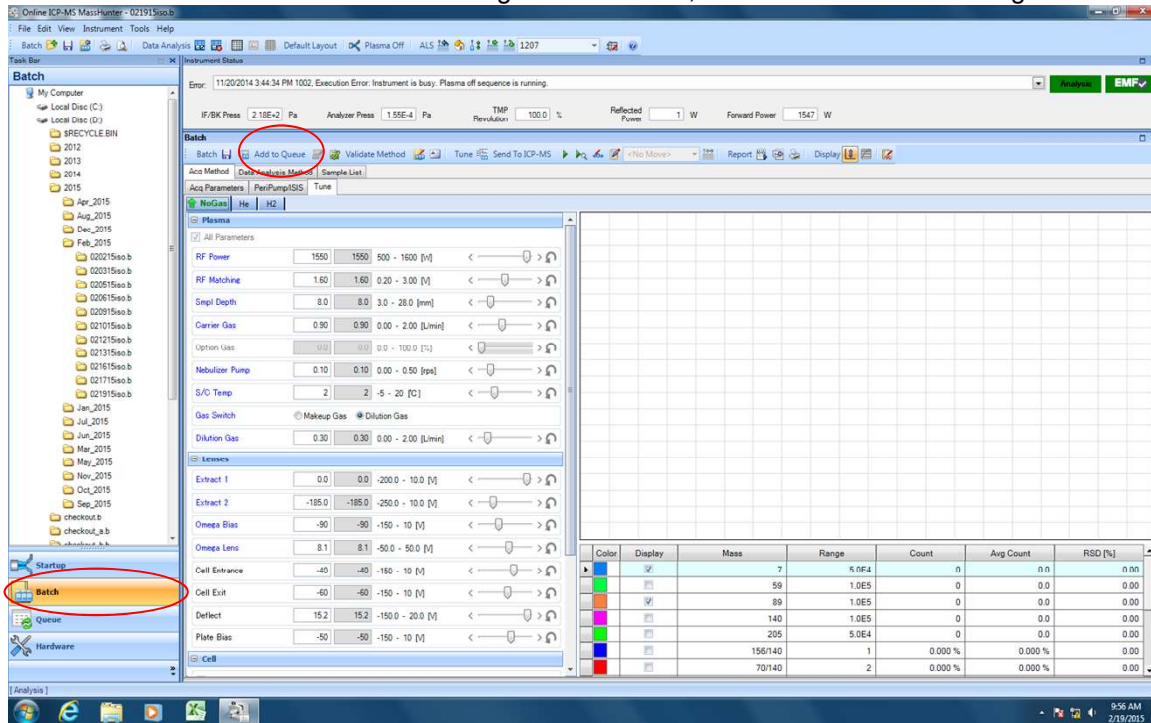 Online ICP-MS MassHunter - 021915iso.b
File Edit View Instrument Tools Help
Batch Data Analysis Default Layout Plasma Off ALS 1207
Task Bar Instrument Status
Batch
Error: 11/20/2014 3:44:34 PM 1002, Execution Error: Instrument is busy. Plasma off sequence is running. Analysis EMF
IF/BK Press 2.18E+2 Pa Analyzer Press 1.55E-4 Pa TMP Revolution 100.0 % Reflected Power 1 W Forward Power 1547 W
My Computer
Local Disc (C:)
Local Disc (D:)
$RECYCLE.BIN
2012
2013
2014
2015
Apr_2015
Aug_2015
Dec_2015
Feb_2015
020215iso.b
020315iso.b
020515iso.b
020615iso.b
020915iso.b
021015iso.b
021215iso.b
021315iso.b
021615iso.b
021715iso.b
021915iso.b
Jan_2015
Jul_2015
Jun_2015
Mar_2015
May_2015
Nov_2015
Oct_2015
Sep_2015
checkout.b
checkout_a.b
Startup
Batch
Queue
Hardware
Batch
Batch Add to Queue Validate Method Tune Send To ICP-MS <No Move> Report Display
Acq Method Data Analysis Method Sample List
Acq Parameters PeriPump/ISIS Tune
NoGas He H2
Plasma
All Parameters
RF Power 1550 1550 500 - 1600 [W]
RF Matching 1.60 1.60 0.20 - 3.00 [V]
Smpl Depth 8.0 8.0 3.0 - 28.0 [mm]
Carrier Gas 0.90 0.90 0.00 - 2.00 [L/min]
Option Gas 0.0 0.0 0.0 - 100.0 [%]
Nebulizer Pump 0.10 0.10 0.00 - 0.50 [rps]
S/C Temp 2 2 -5 - 20 [°C]
Gas Switch Makeup Gas Dilution Gas
Dilution Gas 0.30 0.30 0.00 - 2.00 [L/min]
Lenses
Extract 1 0.0 0.0 -200.0 - 10.0 [V]
Extract 2 -185.0 -185.0 -250.0 - 10.0 [V]
Omega Bias -90 -90 -150 - 10 [V]
Omega Lens 8.1 8.1 -50.0 - 50.0 [V]
Cell Entrance -40 -40 -150 - 10 [V]
Cell Exit -60 -60 -150 - 10 [V]
Deflect 15.2 15.2 -150.0 - 20.0 [V]
Plate Bias -50 -50 -150 - 10 [V]
Cell
Color Display Mass Range Count Avg Count RSD [%]
7 5.0E4 0 0.0 0.00
59 1.0E5 0 0.0 0.00
89 1.0E5 0 0.0 0.00
140 1.0E5 0 0.0 0.00
205 5.0E4 0 0.0 0.00
156/140 1 0.000 % 0.000 % 0.00
70/140 2 0.000 % 0.000 % 0.00
[ Analysis ]
9:56 AM
2/19/2015